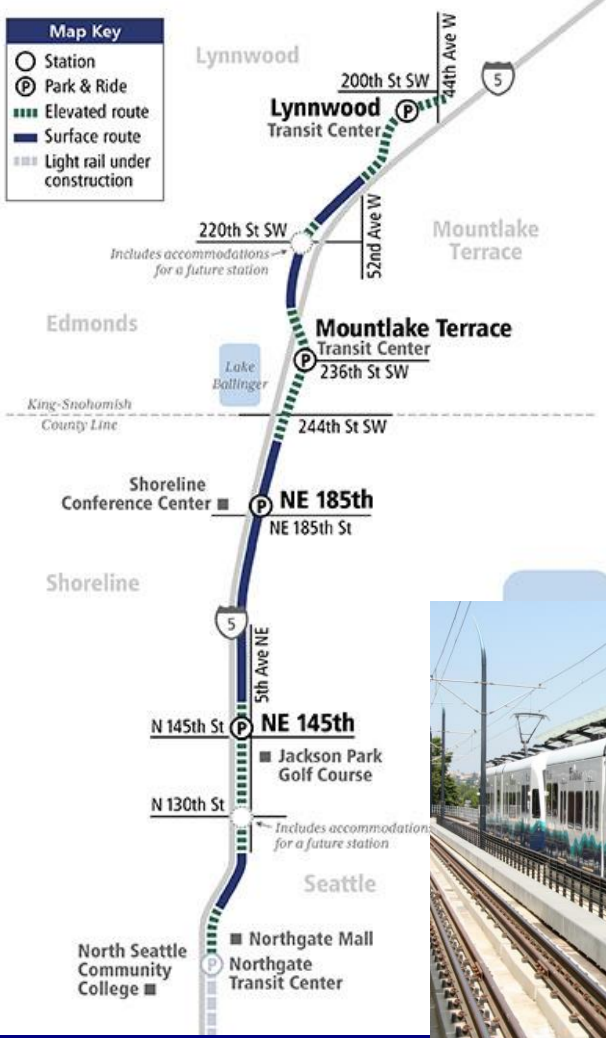 Map Key
Station
P Park & Ride
Elevated route
Surface route
Light rail under
construction
Lynnwood
44th Ave W
200th St SW
5
Lynnwood
Transit Center
P
220th St SW
Includes accommodations
for a future station
52nd Ave W
Mountlake
Terrace
Edmonds
Mountlake Terrace
Transit Center
P
236th St SW
Lake
Ballinger
King-Snohomish
County Line
244th St SW
Shoreline
Conference Center
P
NE 185th
NE 185th St
Shoreline
5
5th Ave NE
N 145th St
P
NE 145th
Jackson Park
Golf Course
N 130th St
Includes accommodations
for a future station
Seattle
Northgate Mall
North Seattle
Community
College
P
Northgate
Transit Center